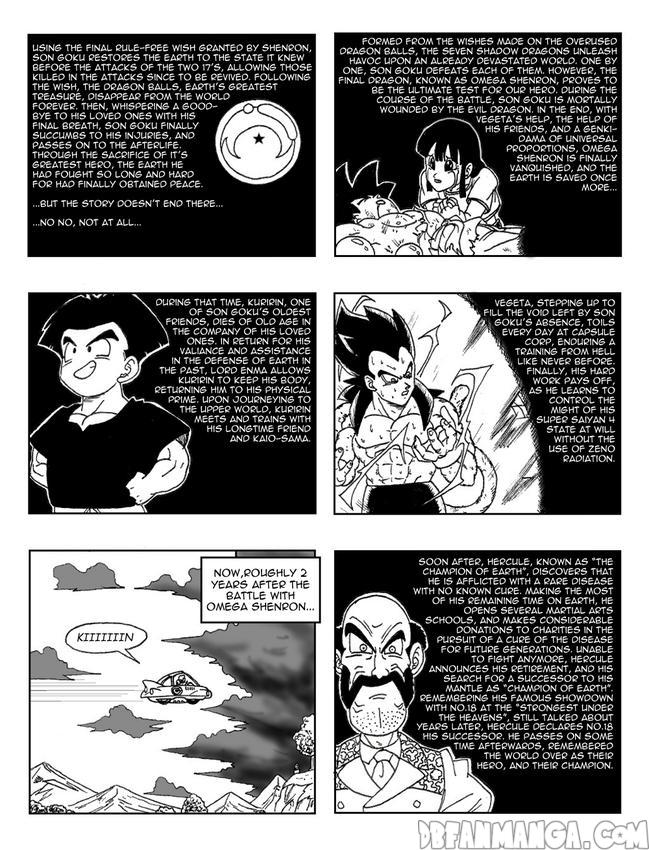 FORMED FROM THE WISHES MADE ON THE OVERUSED
DRAGON BALLS, THE SEVEN SHADOW DRAGONS UNLEASH
HAVOC UPON AN ALREADY DEVASTATED WORLD. ONE BY
ONE, SON GOKU DEFEATS EACH OF THEM. HOWEVER, THE
FINAL DRAGON, KNOWN AS OMEGA SHENRON, PROVES TO
BE THE ULTIMATE TEST FOR OUR HERO. DURING THE
COURSE OF THE BATTLE, SON GOKU IS MORTALLY
WOUNDED BY THE EVIL DRAGON. IN THE END, WITH
VEGETA'S HELP, THE HELP OF
HIS FRIENDS, AND A GENKI-
DAMA OF UNIVERSAL
PROPORTIONS, OMEGA
SHENRON IS FINALLY
VANQUISHED, AND THE
EARTH IS SAVED ONCE
MORE...
USING THE FINAL RULE-FREE WISH GRANTED BY SHENRON,
SON GOKU RESTORES THE EARTH TO THE STATE IT KNEW
BEFORE THE ATTACKS OF THE TWO 17'S, ALLOWING THOSE
KILLED IN THE ATTACKS SINCE TO BE REVIVED. FOLLOWING
THE WISH, THE DRAGON BALLS, EARTH'S GREATEST
TREASURE, DISAPPEAR FROM THE WORLD
FOREVER. THEN, WHISPERING A GOOD-
BYE TO HIS LOVED ONES WITH HIS
FINAL BREATH, SON GOKU FINALLY
SUCCUMBS TO HIS INJURIES, AND
PASSES ON TO THE AFTERLIFE.
THROUGH THE SACRIFICE OF IT'S
GREATEST HERO, THE EARTH HE
HAD FOUGHT SO LONG AND HARD
FOR HAD FINALLY OBTAINED PEACE.
...BUT THE STORY DOESN'T END THERE...
...NO NO, NOT AT ALL...
VEGETA, STEPPING UP TO
FILL THE VOID LEFT BY SON
GOKU'S ABSENCE, TOILS
EVERY DAY AT CAPSULE
CORP, ENDURING A
TRAINING FROM HELL
LIKE NEVER BEFORE.
FINALLY, HIS HARD
WORK PAYS OFF,
AS HE LEARNS TO
CONTROL THE
MIGHT OF HIS
SUPER SAIYAN 4
STATE AT WILL
WITHOUT THE
USE OF ZENO
RADIATION.
DURING THAT TIME, KURIRIN, ONE
OF SON GOKU'S OLDEST
FRIENDS, DIES OF OLD AGE IN
THE COMPANY OF HIS LOVED
ONES. IN RETURN FOR HIS
VALIANCE AND ASSISTANCE
IN THE DEFENSE OF EARTH IN
THE PAST, LORD ENMA ALLOWS
KURIRIN TO KEEP HIS BODY,
RETURNING HIM TO HIS PHYSICAL
PRIME. UPON JOURNEYING TO
THE UPPER WORLD, KURIRIN
MEETS AND TRAINS WITH
HIS LONGTIME FRIEND
AND KAIO-SAMA.
SOON AFTER, HERCULE, KNOWN AS "THE
CHAMPION OF EARTH", DISCOVERS THAT
HE IS AFFLICTED WITH A RARE DISEASE
WITH NO KNOWN CURE. MAKING THE MOST
OF HIS REMAINING TIME ON EARTH, HE
OPENS SEVERAL MARTIAL ARTS
SCHOOLS, AND MAKES CONSIDERABLE
DONATIONS TO CHARITIES IN THE
PURSUIT OF A CURE OF THE DISEASE
FOR FUTURE GENERATIONS. UNABLE
TO FIGHT ANYMORE, HERCULE
ANNOUNCES HIS RETIREMENT, AND HIS
SEARCH FOR A SUCCESSOR TO HIS
MANTLE AS "CHAMPION OF EARTH".
REMEMBERING HIS FAMOUS SHOWDOWN
WITH NO.18 AT THE "STRONGEST UNDER
THE HEAVENS", STILL TALKED ABOUT
YEARS LATER, HERCULE DECLARES NO.18
HIS SUCCESSOR. HE PASSES ON SOME
TIME AFTERWARDS, REMEMBERED
THE WORLD OVER AS THEIR
HERO, AND THEIR CHAMPION.
NOW,ROUGHLY 2
YEARS AFTER THE
BATTLE WITH
OMEGA SHENRON...
KIIIIIIIN
DBFANMANGA.COM